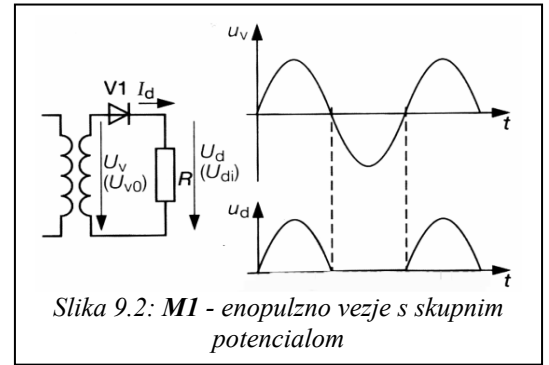 u_v
V1 I_d
t
U_v
(U_v0)
R
U_d
(U_di)
u_d
t
Slika 9.2: M1 - enopulzno vezje s skupnim
potencialom